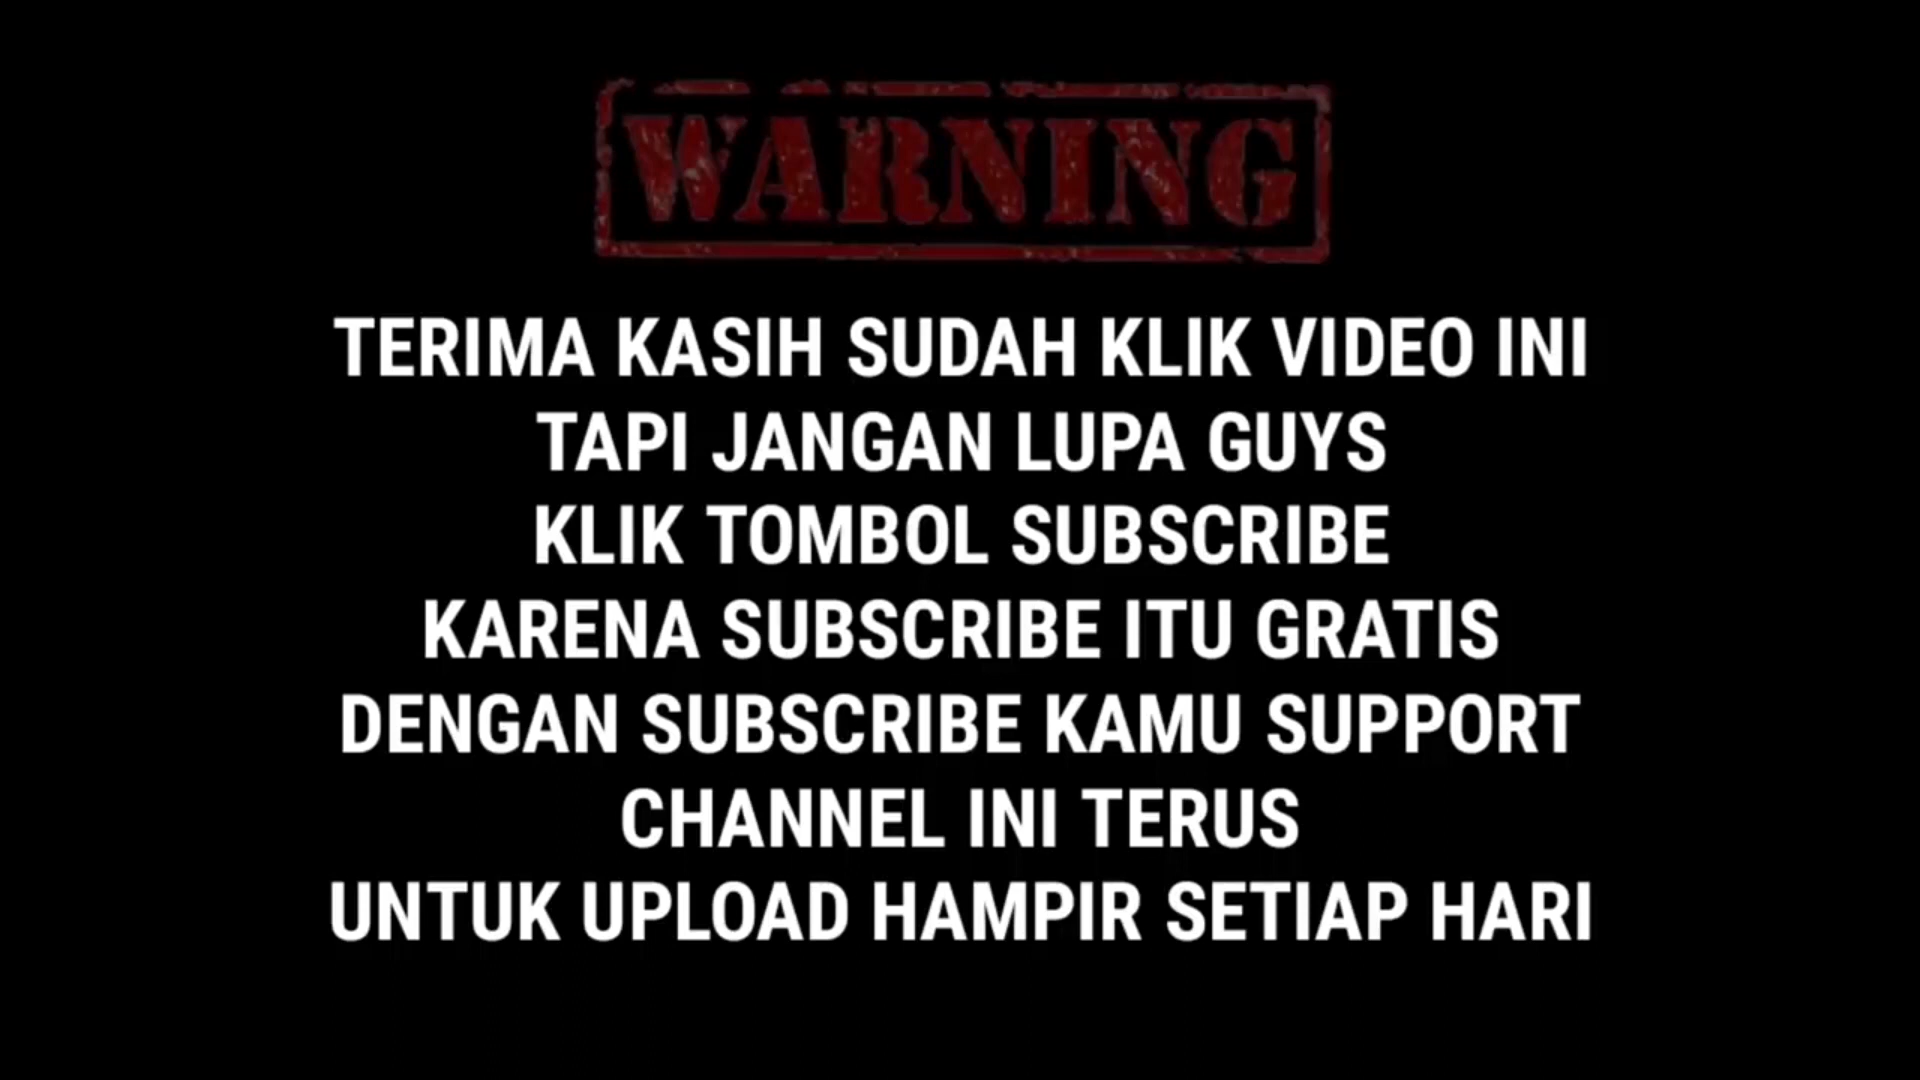 WARNING
TERIMA KASIH SUDAH KLIK VIDEO INI
TAPI JANGAN LUPA GUYS
KLIK TOMBOL SUBSCRIBE
KARENA SUBSCRIBE ITU GRATIS
DENGAN SUBSCRIBE KAMU SUPPORT
CHANNEL INI TERUS
UNTUK UPLOAD HAMPIR SETIAP HARI